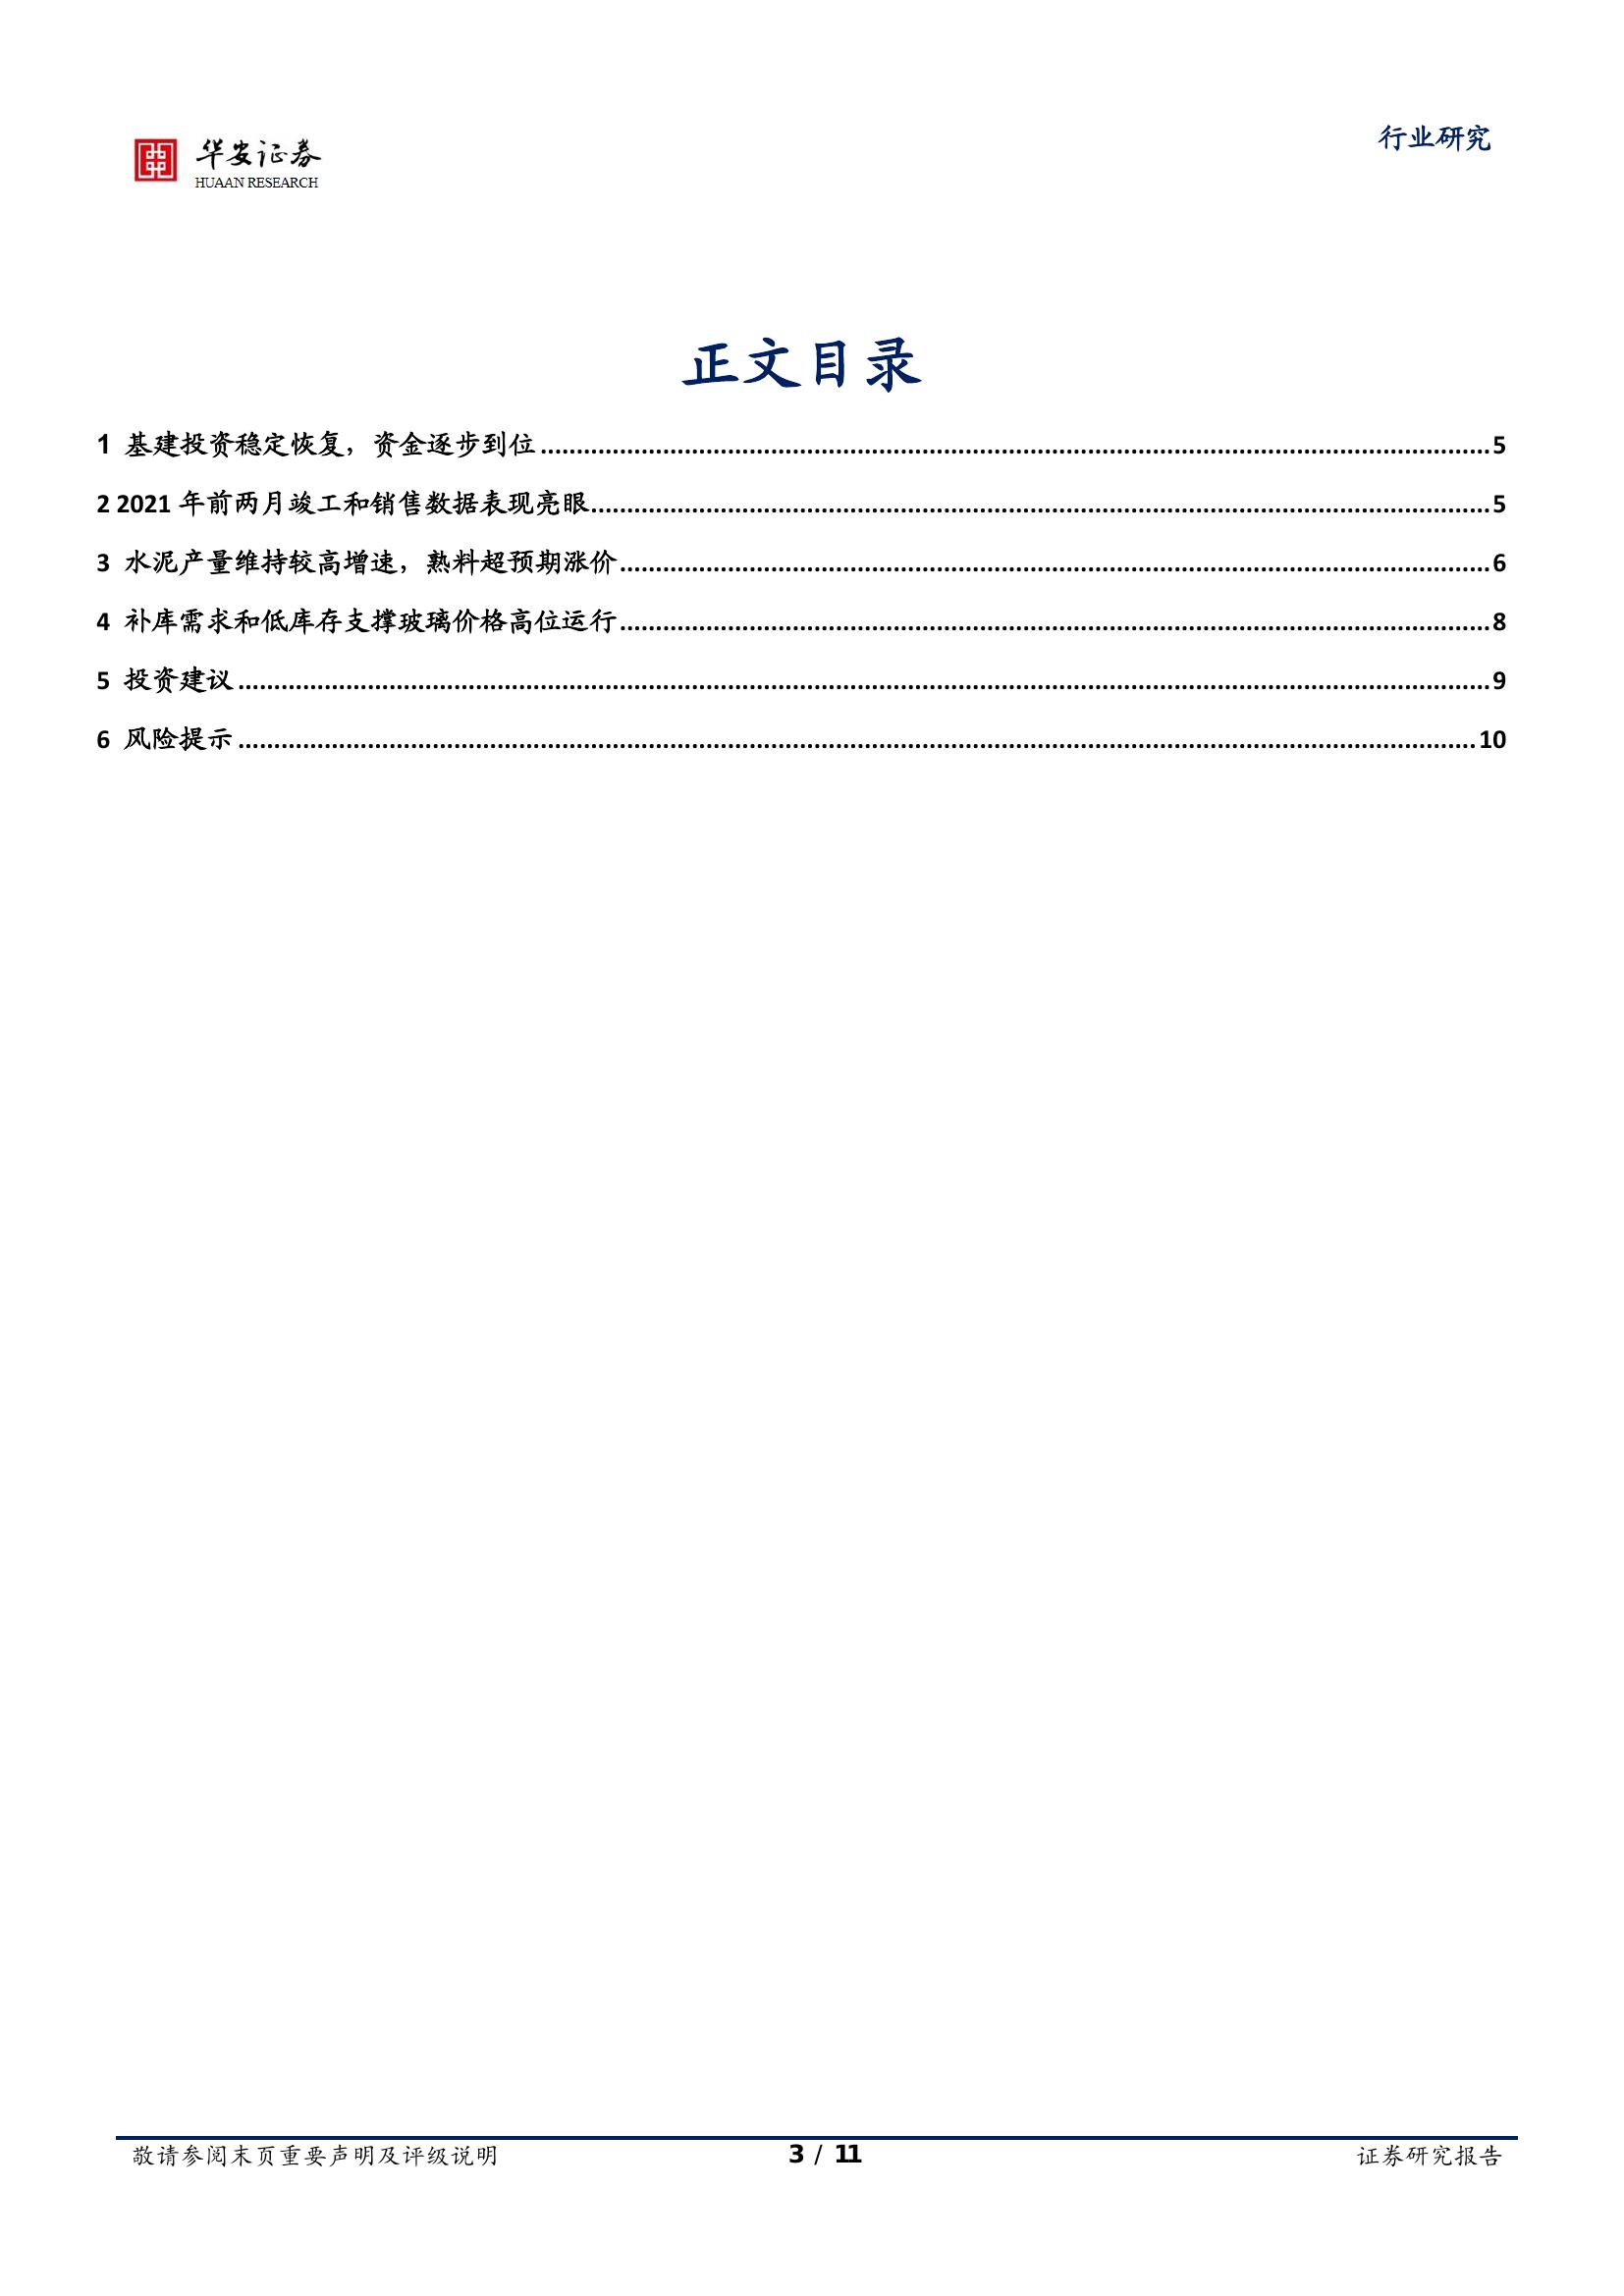 华安证券
HUAAN RESEARCH
行业研究
正文目录
1 基建投资稳定恢复，资金逐步到位........................................5
2 2021 年前两月竣工和销售数据表现亮眼........................................5
3 水泥产量维持较高增速，熟料超预期涨价........................................6
4 补库需求和低库存支撑玻璃价格高位运行........................................8
5 投资建议........................................9
6 风险提示........................................10
敬请参阅末页重要声明及评级说明
3 / 11
证券研究报告